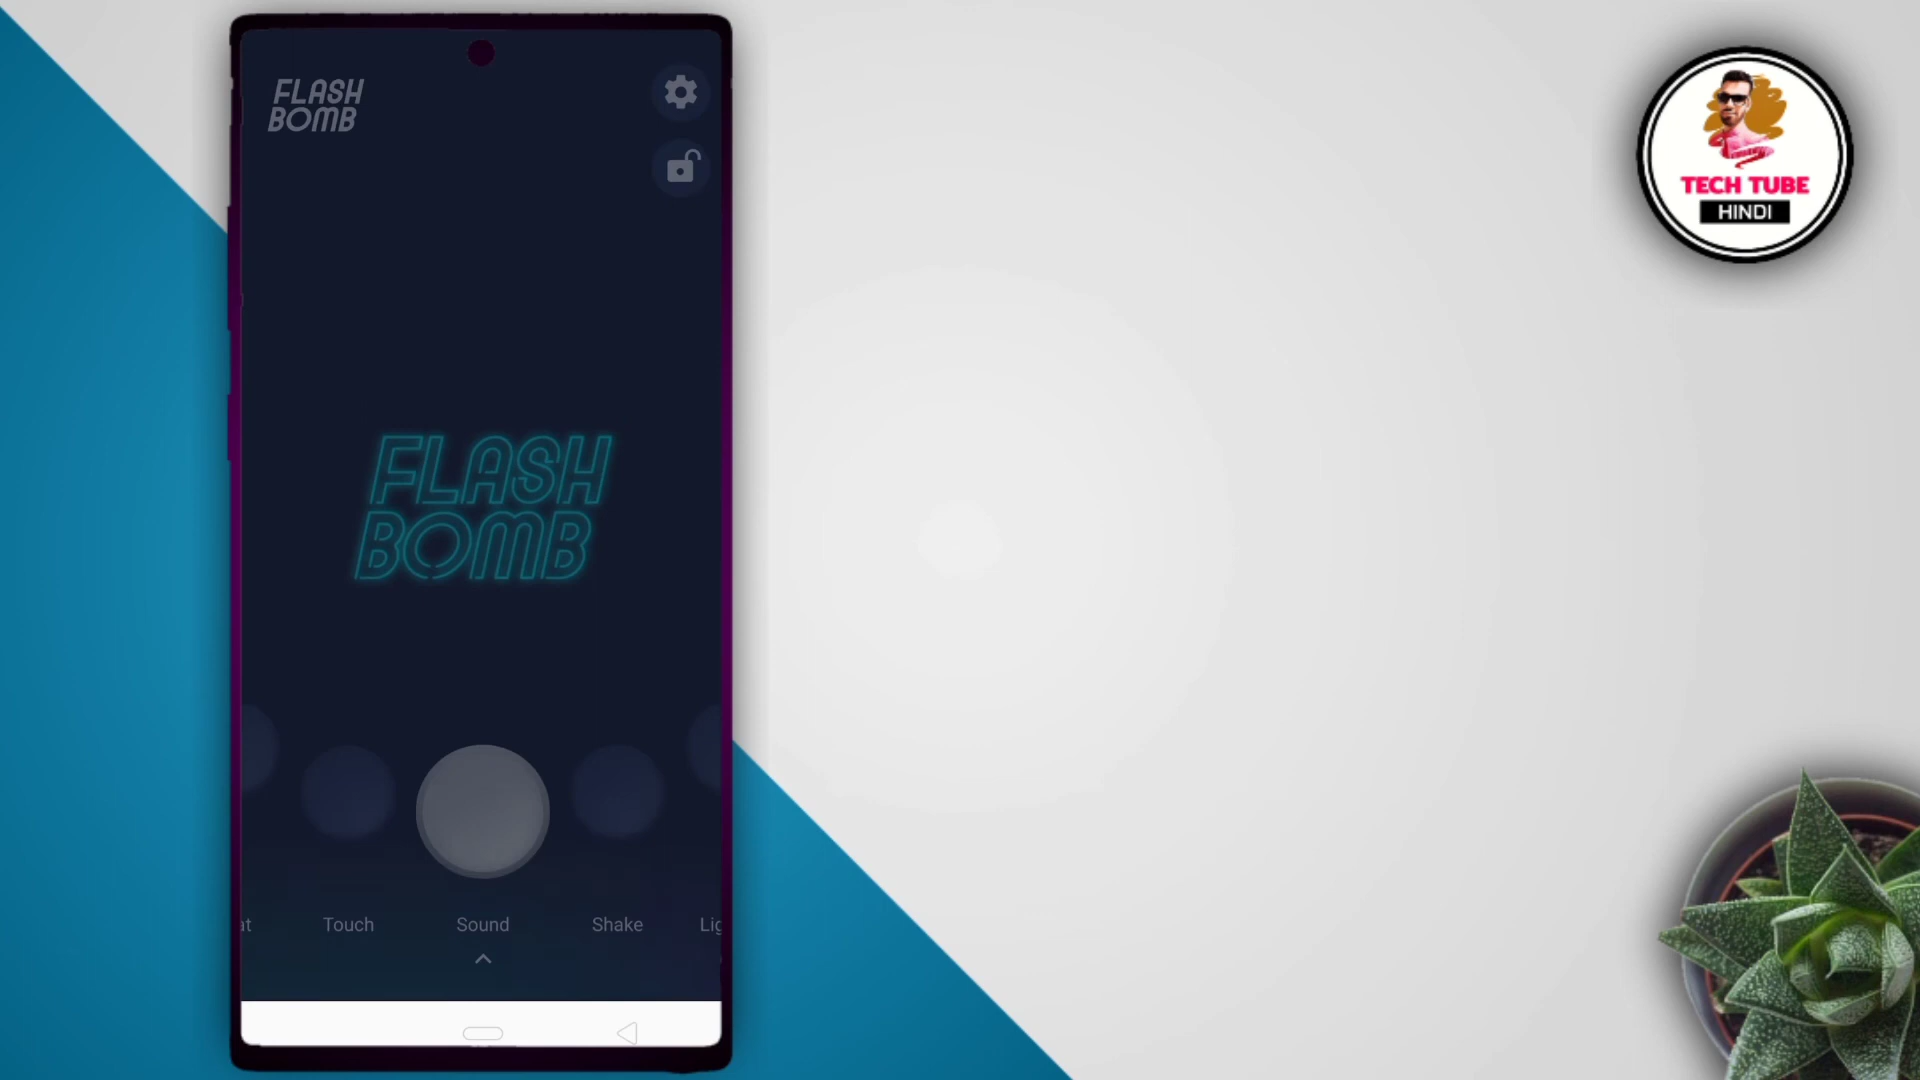 FLASH
BOMB
FLASH
BOMB
Touch
Sound
Shake
TECH TUBE
HINDI